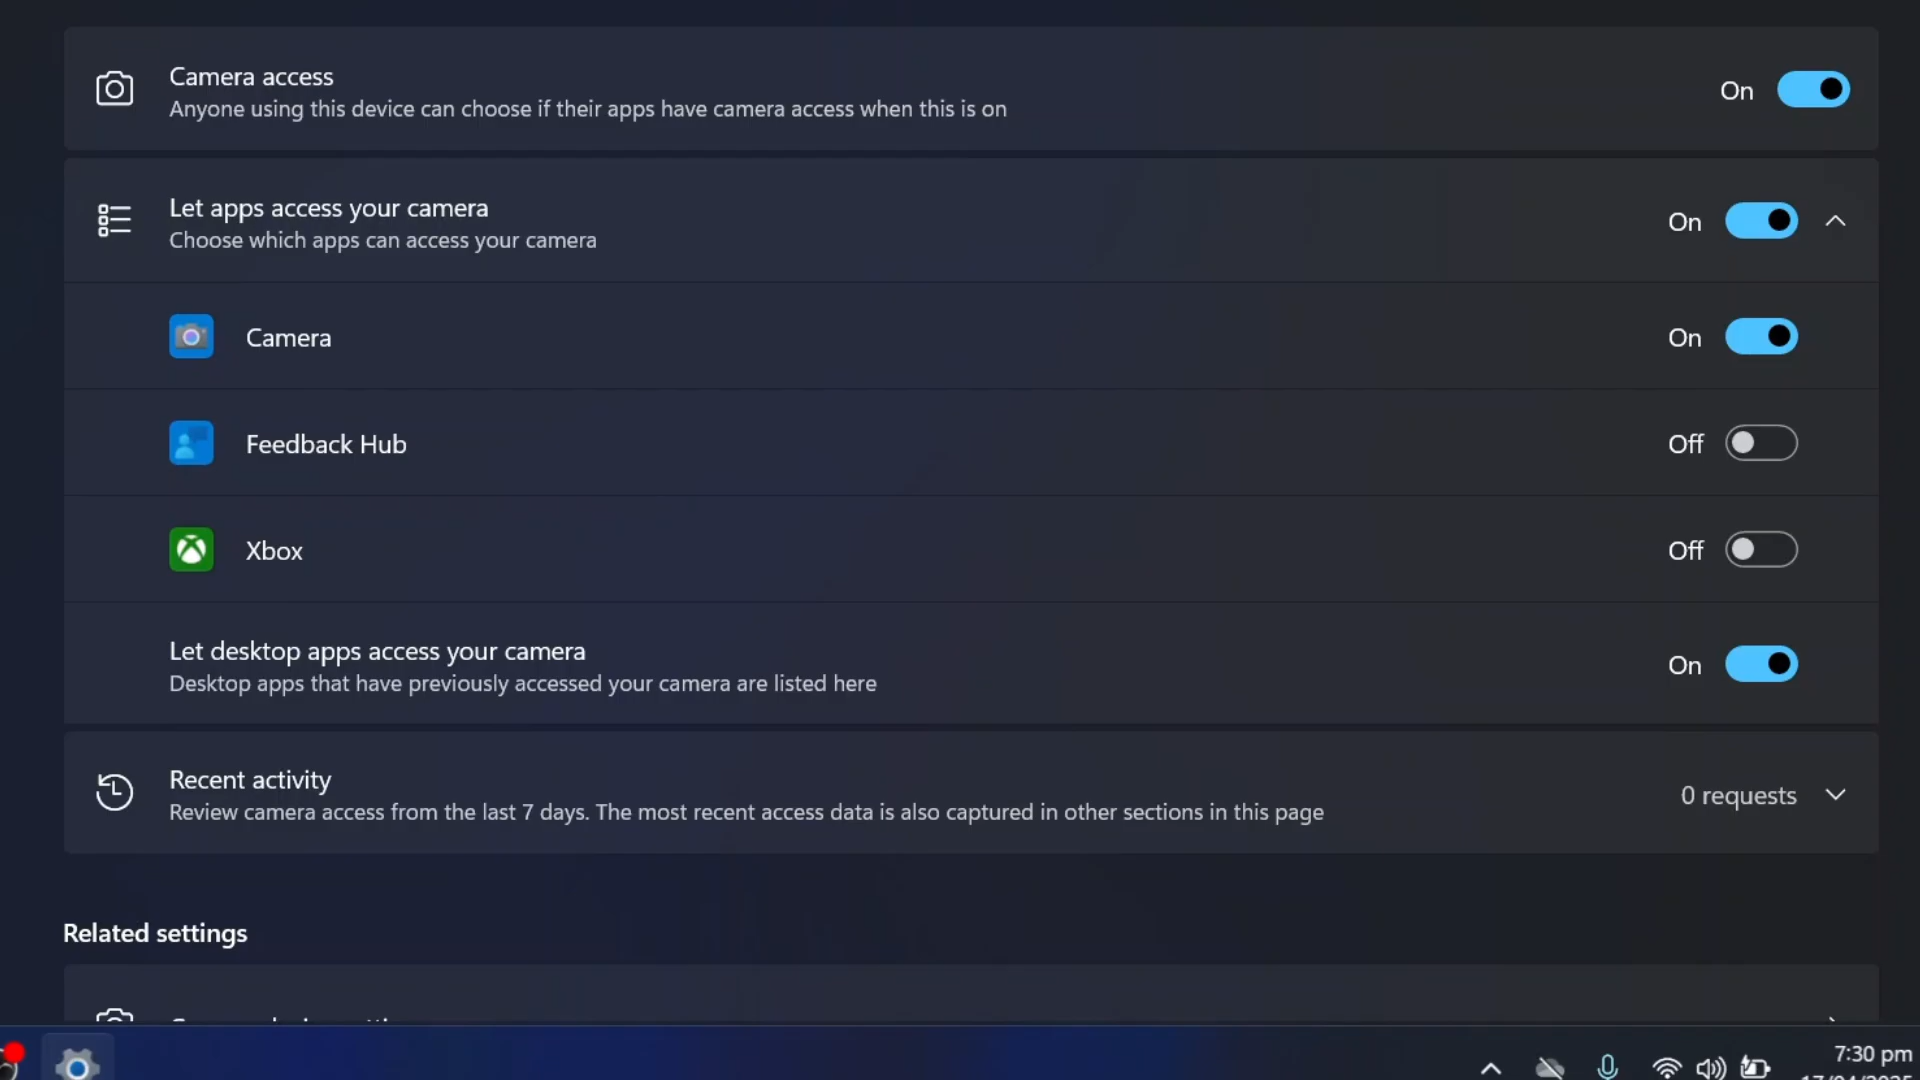 Camera access
Anyone using this device can choose if their apps have camera access when this is on
On
Let apps access your camera
Choose which apps can access your camera
On
Camera
On
Feedback Hub
Off
Xbox
Off
Let desktop apps access your camera
Desktop apps that have previously accessed your camera are listed here
On
Recent activity
Review camera access from the last 7 days. The most recent access data is also captured in other sections in this page
0 requests
Related settings
7:30 pm